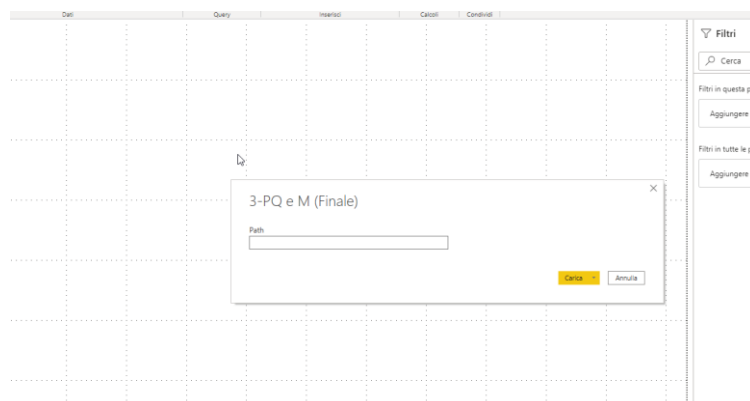 Dati Query Inserisci Calcoli Condividi
Filtri
Cerca
Filtri in questa p
Aggiungere
Filtri in tutte le p
Aggiungere
3-PQ e M (Finale)
Path
Carica Annulla